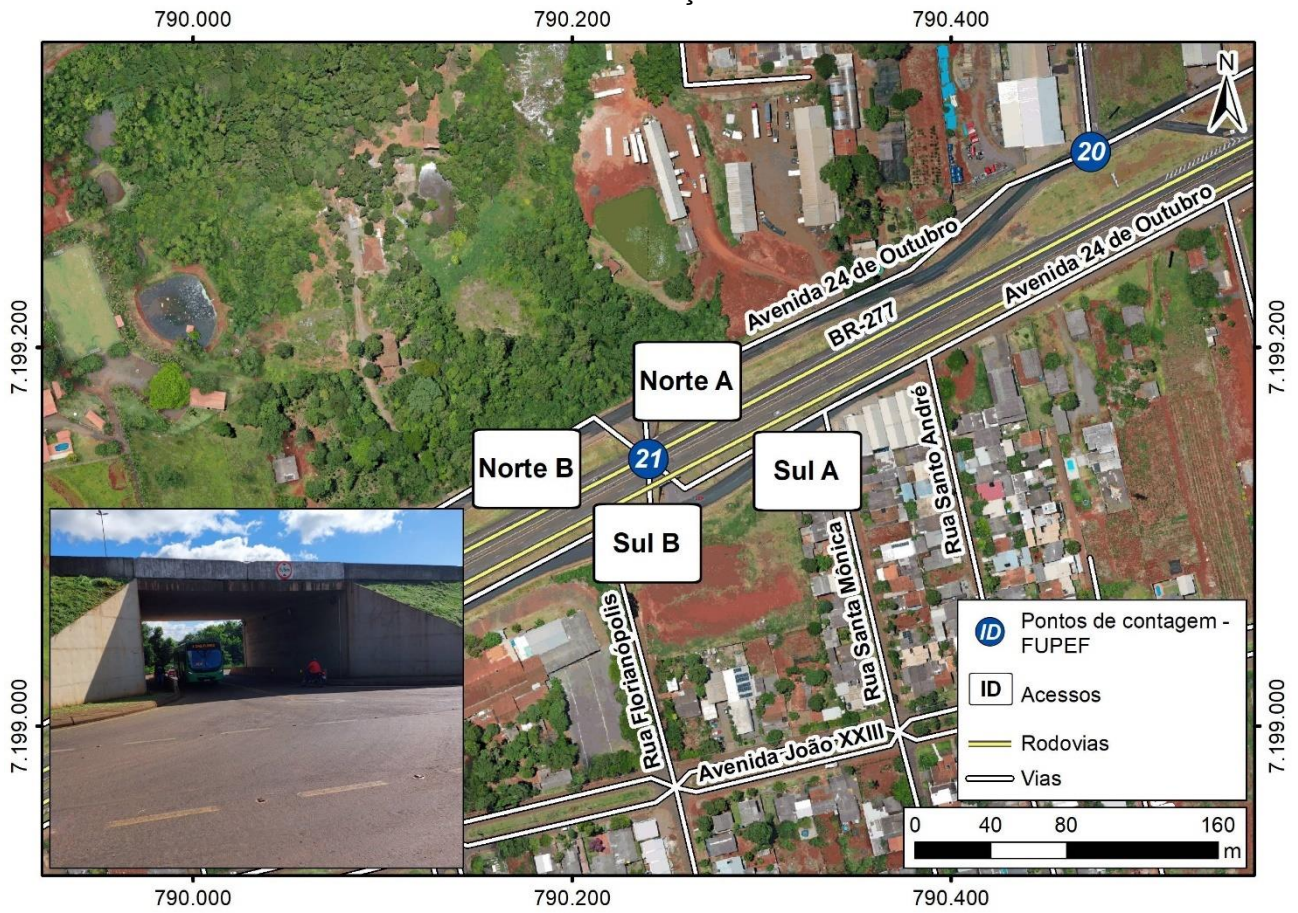 790.000
790.200
790.400
N
20
Avenida 24 de Outubro
Avenida 24 de Outubro
BR-277
7.199.200
7.199.200
Norte A
Norte B
21
Sul A
Sul B
Rua Santo André
Rua Santa Mônica
Rua Florianópolis
Avenida João XXIII
7.199.000
7.199.000
ID
Pontos de contagem -
FUPEF
ID
Acessos
Rodovias
Vias
0 40 80 160
m
790.000
790.200
790.400